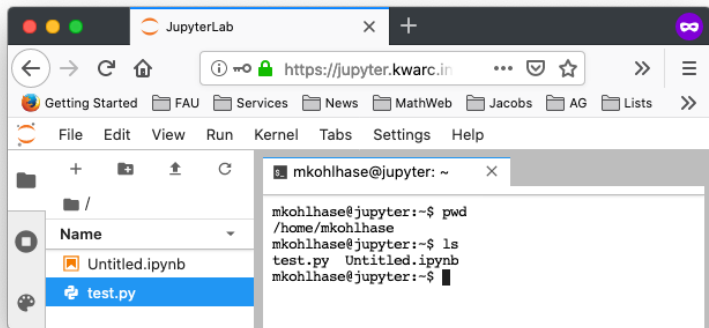 JupyterLab
https://jupyter.kwarc.in
Getting Started FAU Services News MathWeb Jacobs AG Lists
File Edit View Run Kernel Tabs Settings Help
mkohlhase@jupyter: ~
/
Name
Untitled.ipynb
test.py
mkohlhase@jupyter:~$ pwd
/home/mkohlhase
mkohlhase@jupyter:~$ ls
test.py Untitled.ipynb
mkohlhase@jupyter:~$